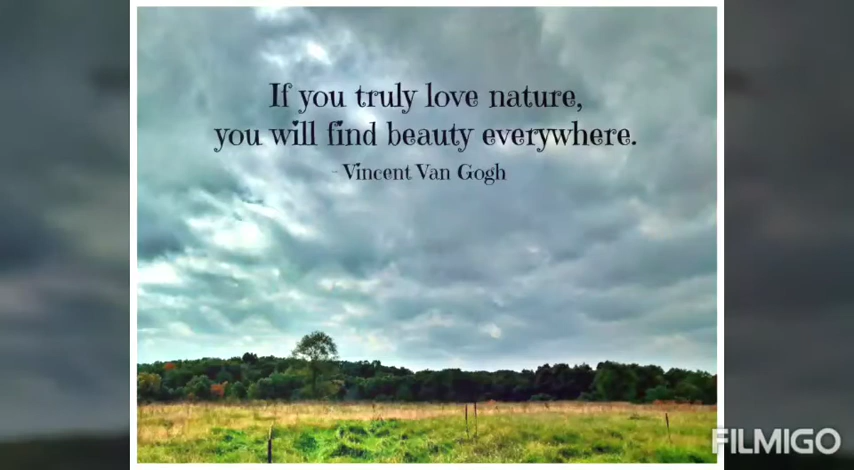 If you truly love nature,
you will find beauty everywhere.
- Vincent Van Gogh
FILMIGO